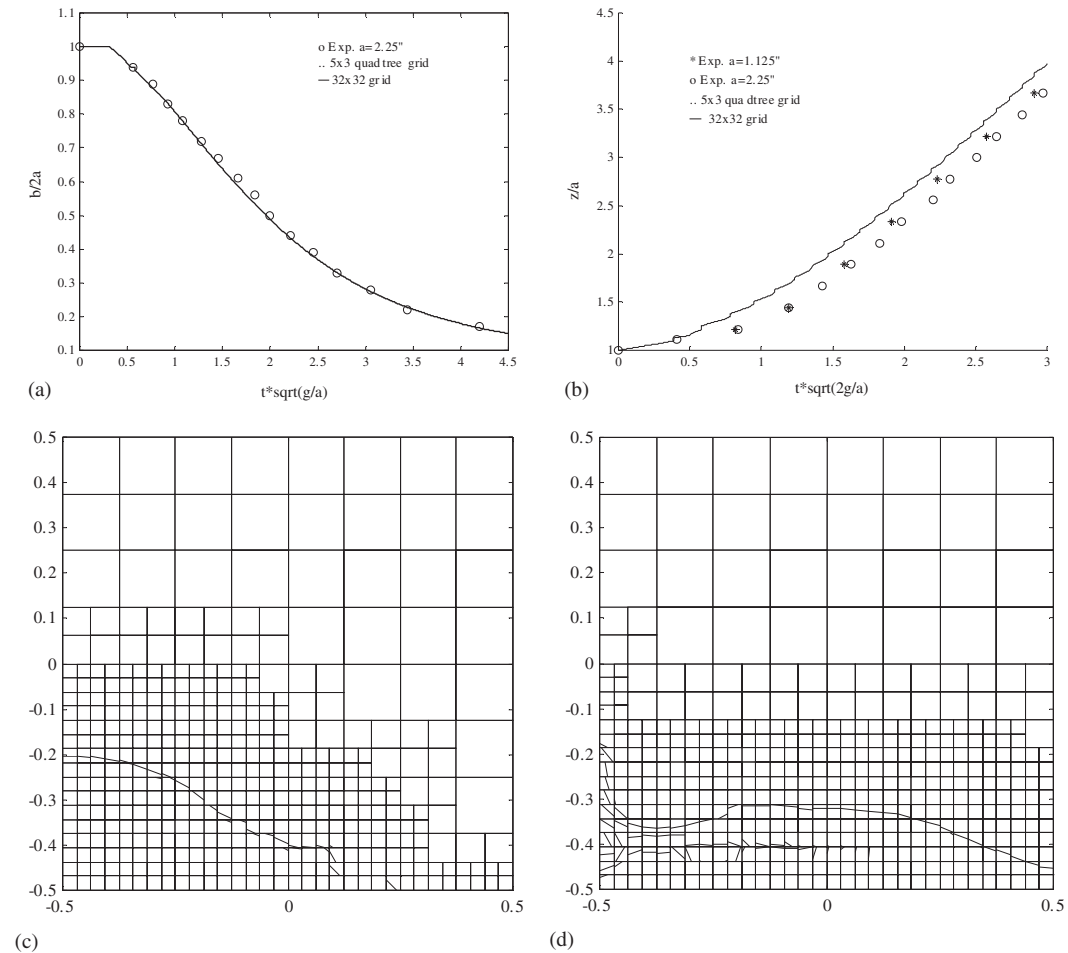 1.1
1
0.9
0.8
0.7
0.6
0.5
0.4
0.3
0.2
0.1
b/2a
o Exp. a=2.25"
.. 5x3 quadtree grid
— 32x32 grid
0 0.5 1 1.5 2 2.5 3 3.5 4 4.5
t*sqrt(g/a)
(a)
4.5
4
3.5
3
2.5
2
1.5
1
z/a
* Exp. a=1.125"
o Exp. a=2.25"
.. 5x3 qua dtree grid
— 32x32 grid
0 0.5 1 1.5 2 2.5 3
t*sqrt(2g/a)
(b)
0.5
0.4
0.3
0.2
0.1
0
-0.1
-0.2
-0.3
-0.4
-0.5
-0.5 0 0.5
(c)
0.5
0.4
0.3
0.2
0.1
0
-0.1
-0.2
-0.3
-0.4
-0.5
-0.5 0 0.5
(d)